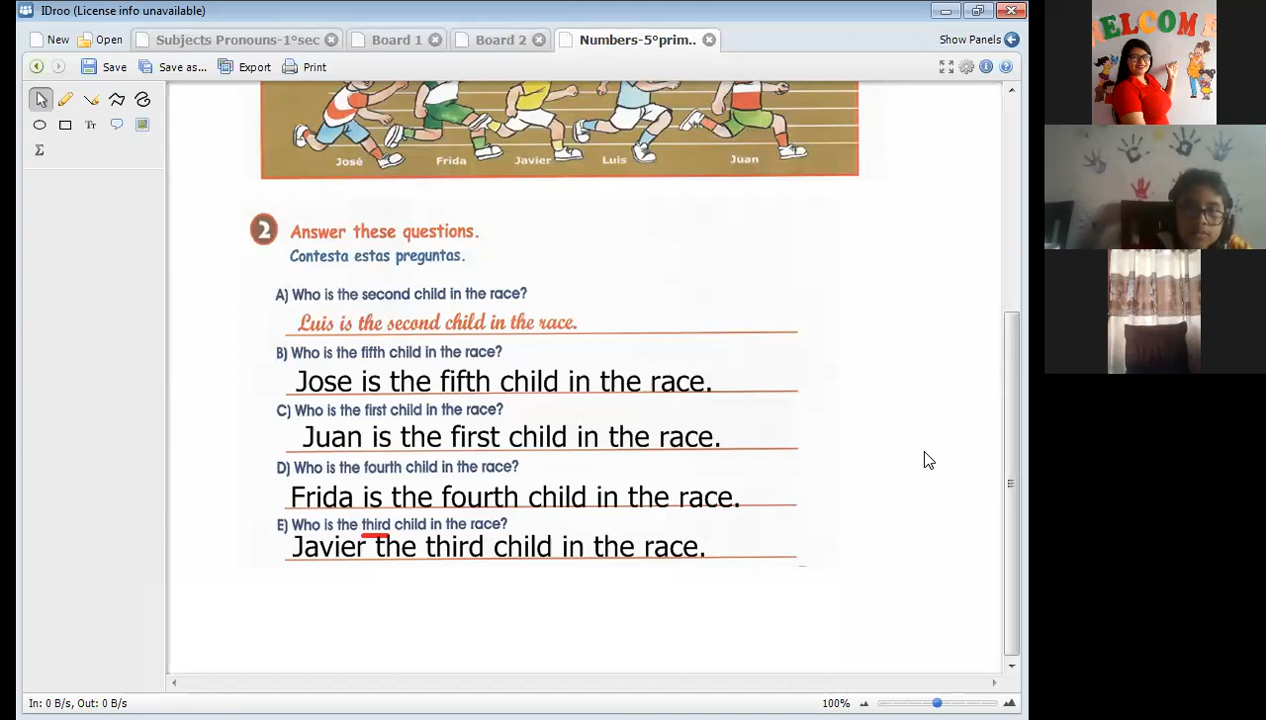 IDroo (License info unavailable)
New Open Subjects Pronouns-1°sec Board 1 Board 2 Numbers-5°prim.. Show Panels
Save Save as... Export Print
Tr
Σ
José Frida Javier Luis Juan
2 Answer these questions.
Contesta estas preguntas.
A) Who is the second child in the race?
Luis is the second child in the race.
B) Who is the fifth child in the race?
Jose is the fifth child in the race.
C) Who is the first child in the race?
Juan is the first child in the race.
D) Who is the fourth child in the race?
Frida is the fourth child in the race.
E) Who is the third child in the race?
Javier the third child in the race.
In: 0 B/s, Out: 0 B/s 100%
WELCOME